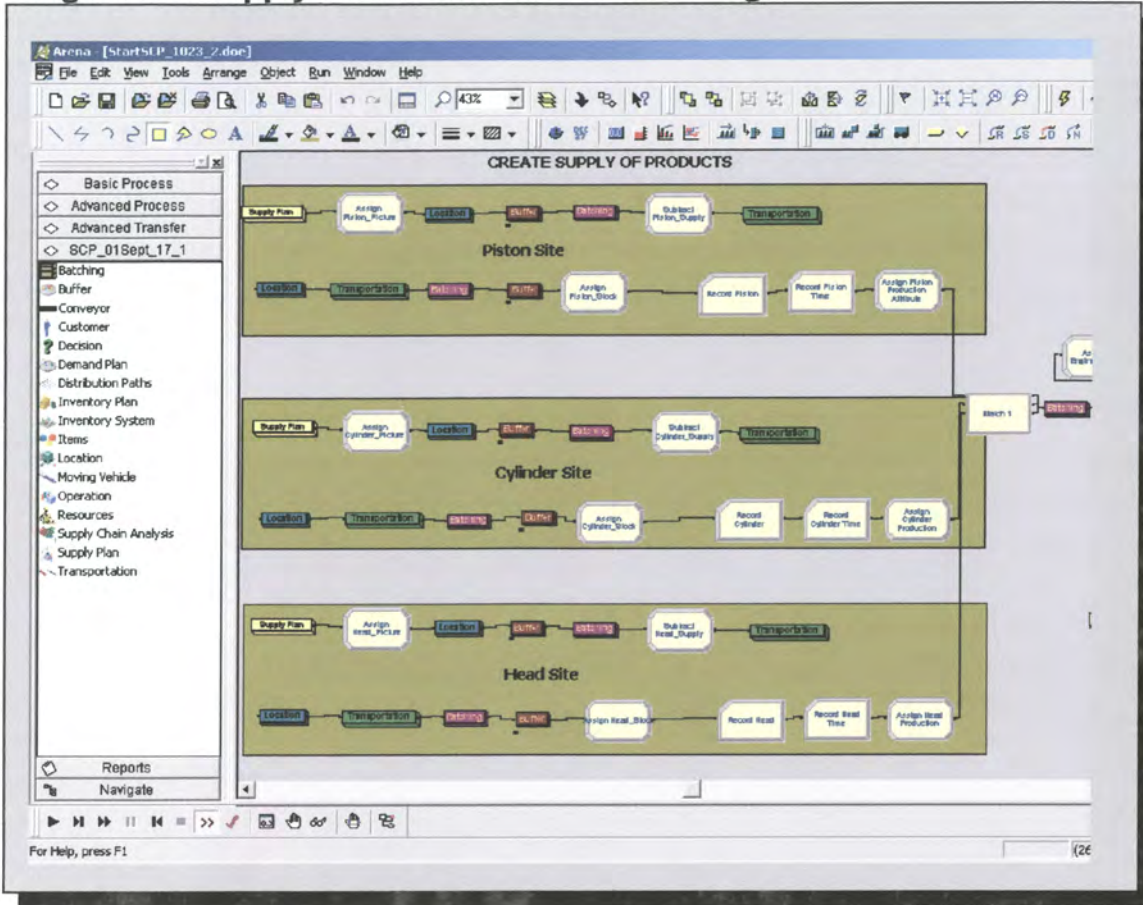 Arena - [StartSCP_1023_2.doe]
File Edit View Tools Arrange Object Run Window Help
43%
CREATE SUPPLY OF PRODUCTS
Basic Process
Advanced Process
Advanced Transfer
SCP_01Sept_17_1
Batching
Buffer
Conveyor
Customer
Decision
Demand Plan
Distribution Paths
Inventory Plan
Inventory System
Items
Location
Moving Vehicle
Operation
Resources
Supply Chain Analysis
Supply Plan
Transportation
Reports
Navigate
Supply Plan
Assign
Piston_Picture
Location
Buffer
Batching
Subtract
Piston_Supply
Transportation
Piston Site
Location
Transportation
Batching
Buffer
Assign
Piston_Block
Record Piston
Record Piston
Time
Assign Piston
Production
Attribute
Supply Plan
Assign
Cylinder_Picture
Location
Buffer
Batching
Subtract
Cylinder_Supply
Transportation
Cylinder Site
Location
Transportation
Batching
Buffer
Assign
Cylinder_Block
Record
Cylinder
Record
Cylinder Time
Assign
Cylinder
Production
Match 1
Batching
Supply Plan
Assign
Head_Picture
Location
Buffer
Batching
Subtract
Head_Supply
Transportation
Head Site
Location
Transportation
Batching
Buffer
Assign Head_Block
Record Head
Record Head
Time
Assign Head
Production
For Help, press F1
(26